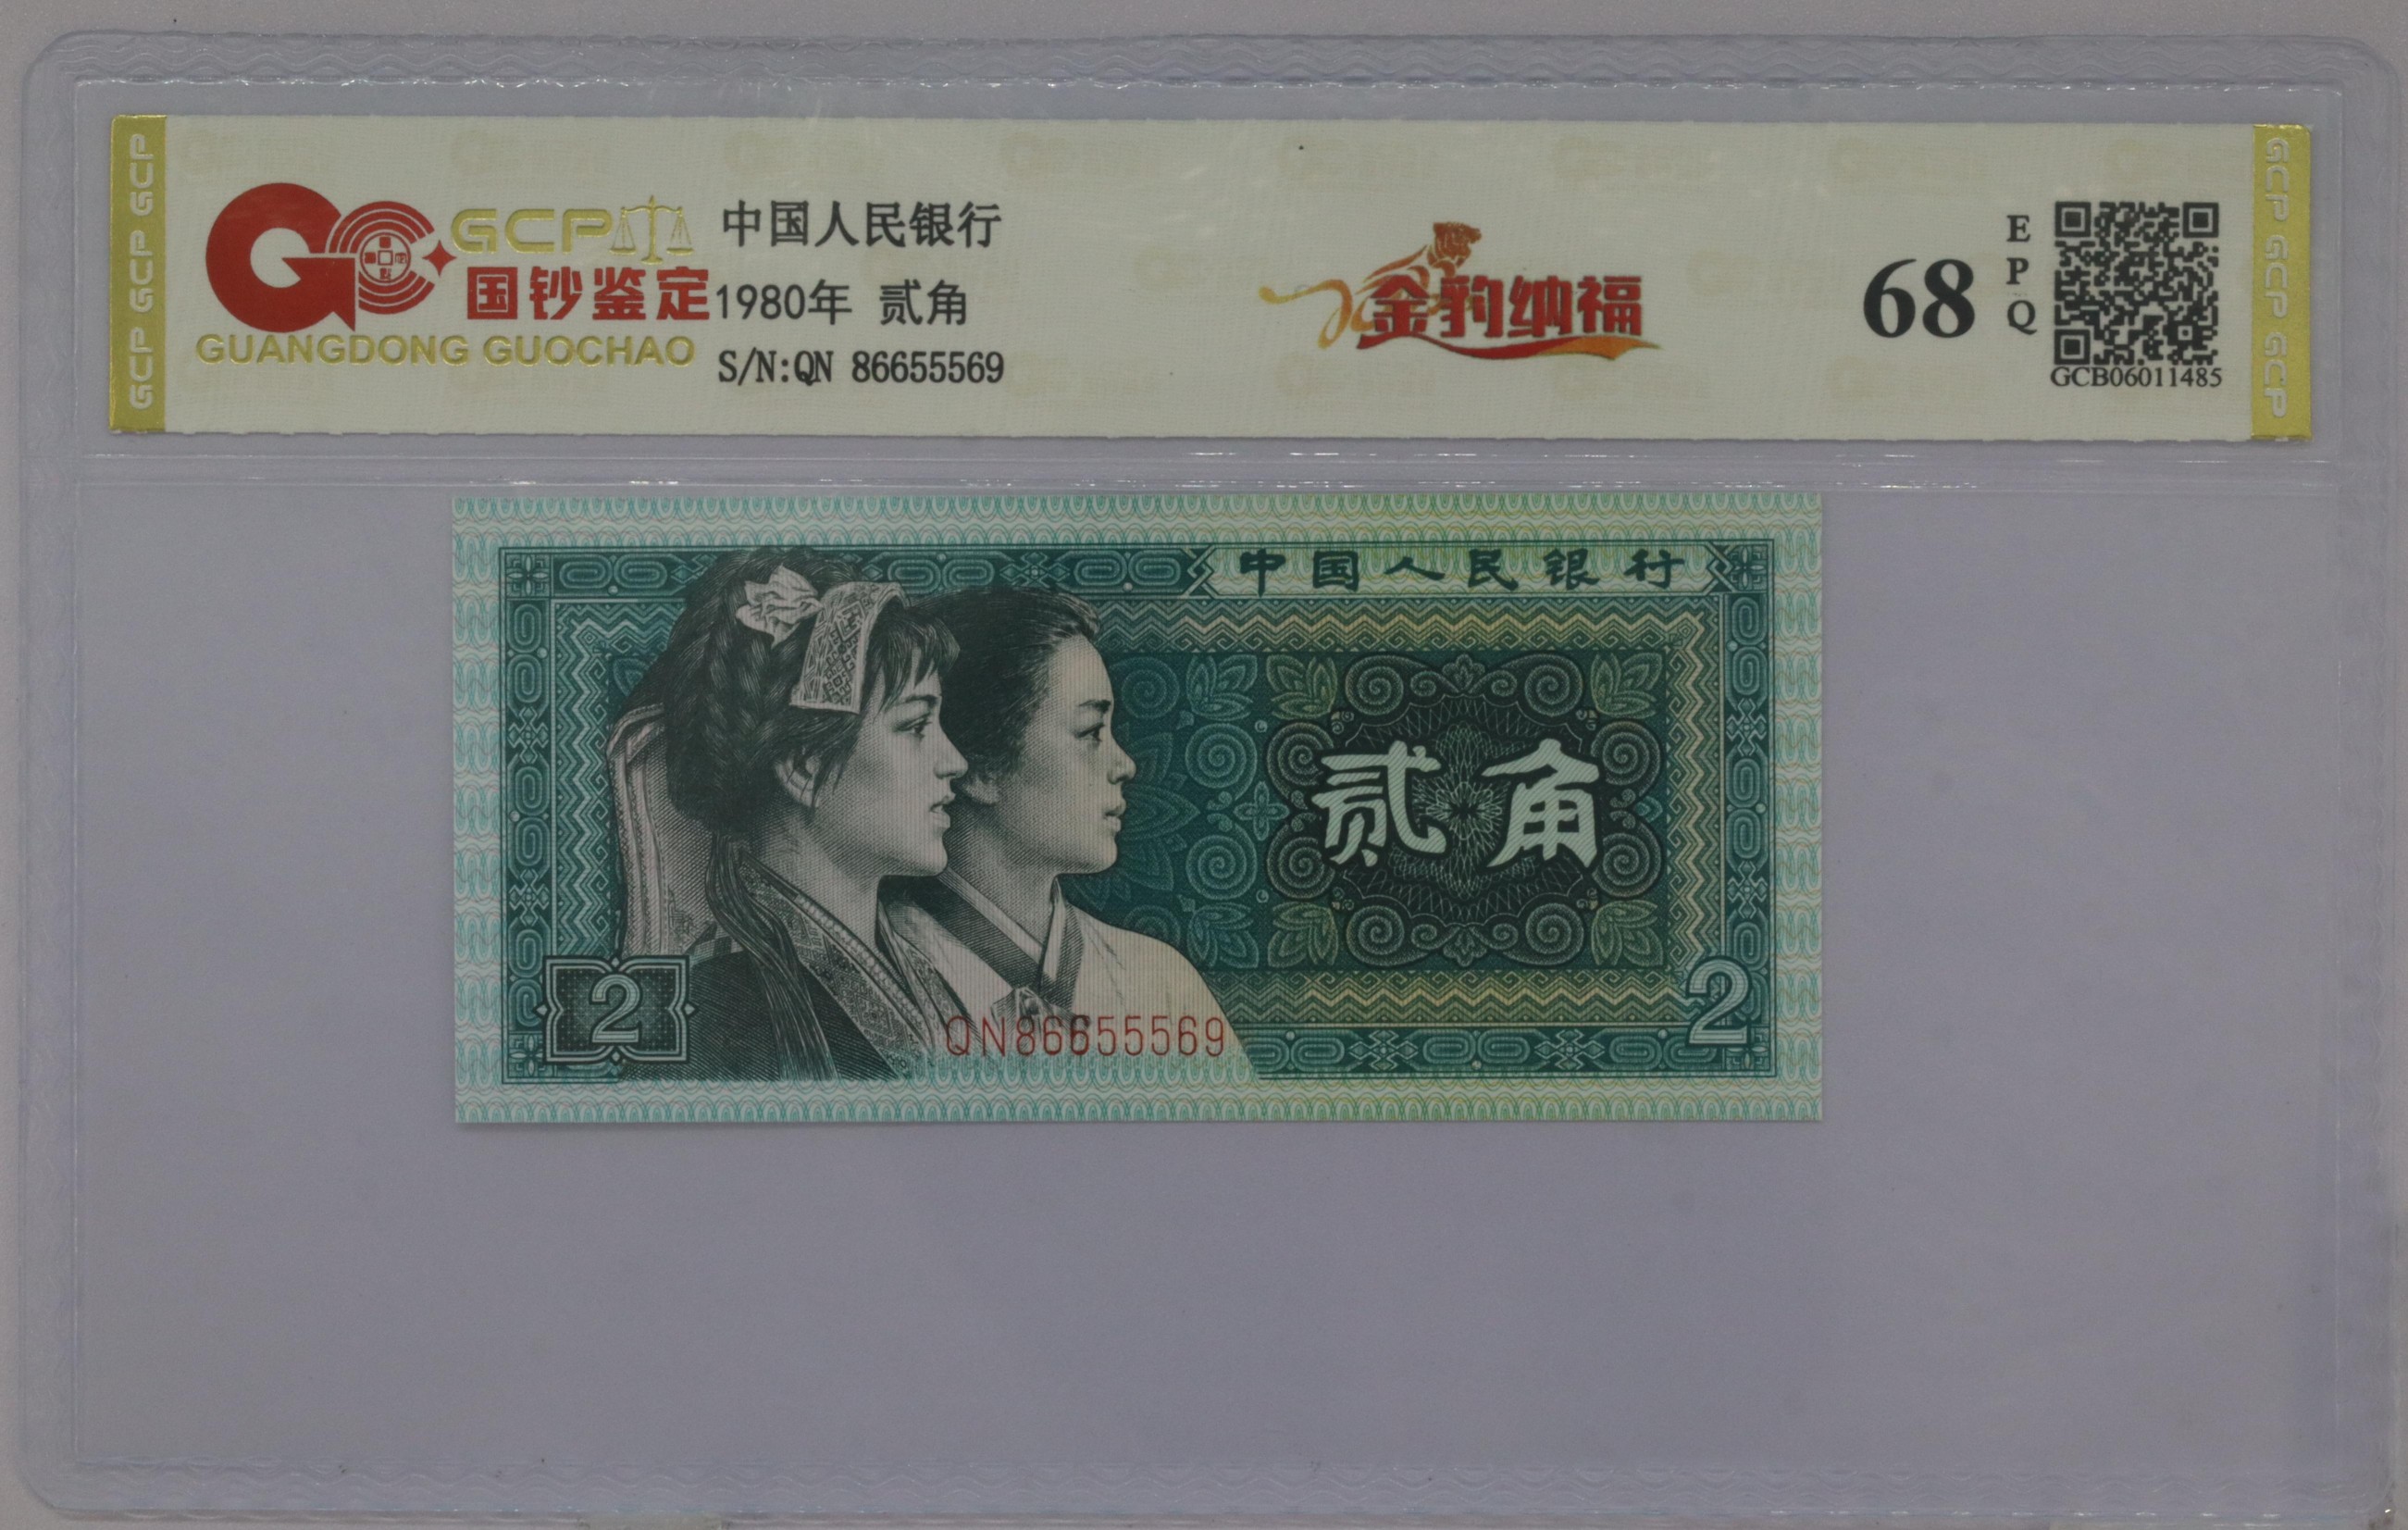 GCP GCP GCP
GCP
国钞鉴定
GUANGDONG GUOCHAO
中国人民银行
1980年 贰角
S/N:QN 86655569
金豹纳福
68
EPQ
GCB06011485
GCP GCP GCP
中国人民银行
贰角
2
QN86655569
2